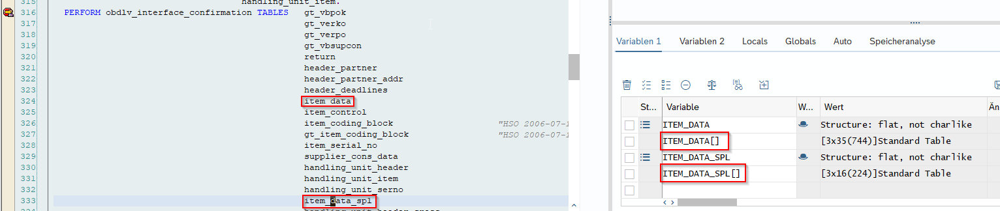 315 handling_unit_item.
316 PERFORM obdlv_interface_confirmation TABLES gt_vbpok
317 gt_verko
318 gt_verpo
319 gt_vbsupcon
320 return
321 header_partner
322 header_partner_addr
323 header_deadlines
324 item_data
325 item_control
326 item_coding_block "HSO 2006-07-1
327 gt_item_coding_block "HSO 2006-07-1
328 item_serial_no
329 supplier_cons_data
330 handling_unit_header
331 handling_unit_item
332 handling_unit_serno
333 item_data_spl
Variablen 1 Variablen 2 Locals Globals Auto Speicheranalyse
St... Variable W... Wert Än
ITEM_DATA Structure: flat, not charlike
ITEM_DATA[] [3x35(744)]Standard Table
ITEM_DATA_SPL Structure: flat, not charlike
ITEM_DATA_SPL[] [3x16(224)]Standard Table